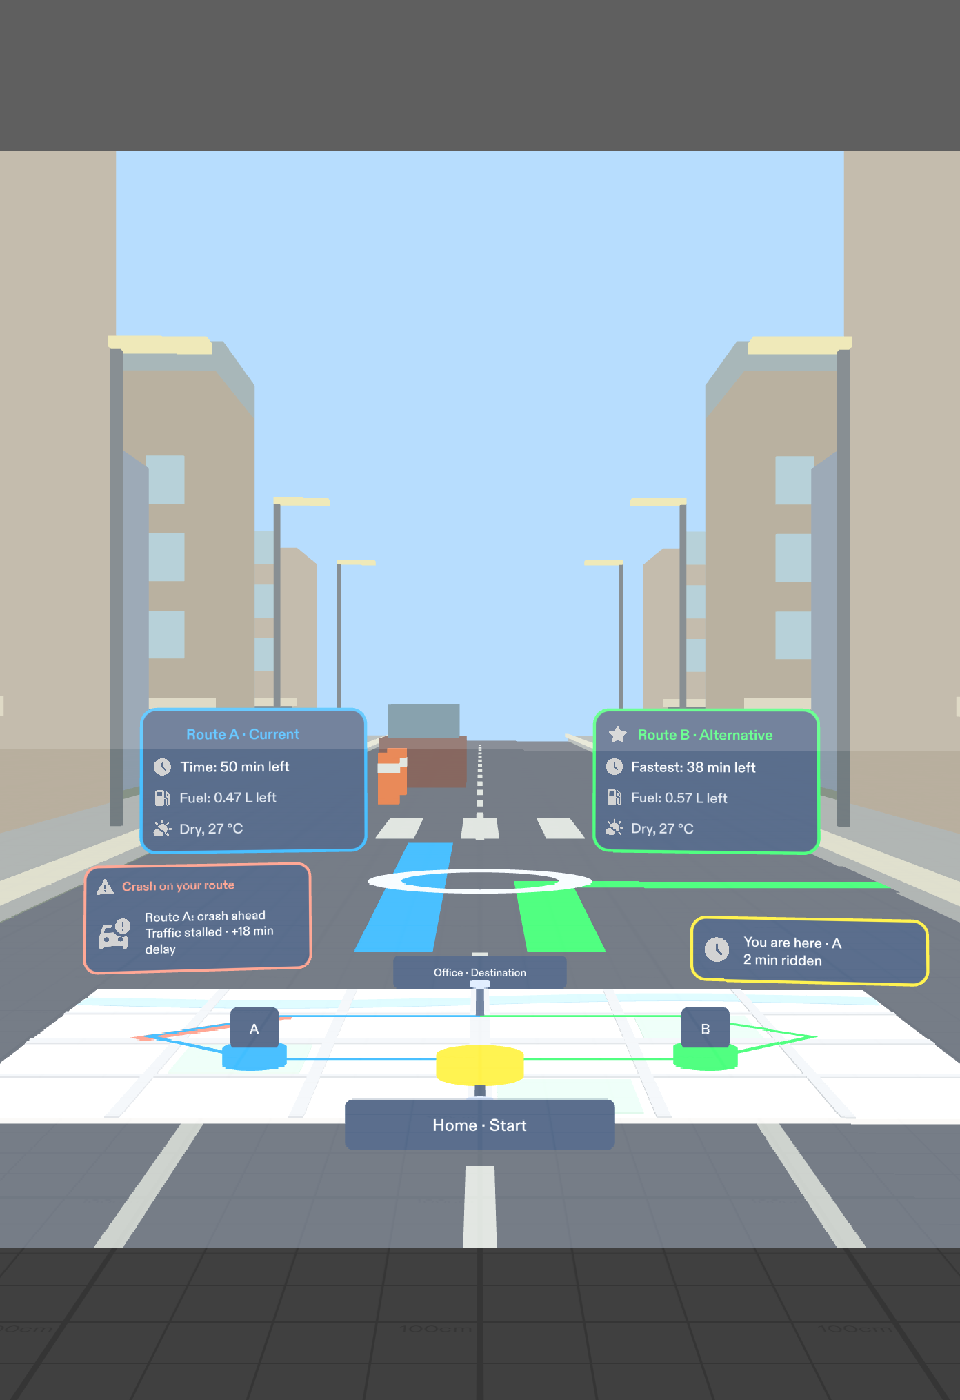 Route A · Current
Time: 50 min left
Fuel: 0.47 L left
Dry, 27 °C
Route B · Alternative
Fastest: 38 min left
Fuel: 0.57 L left
Dry, 27 °C
Crash on your route
Route A: crash ahead
Traffic stalled · +18 min
delay
You are here · A
2 min ridden
Office · Destination
A
B
Home · Start
100cm
100cm